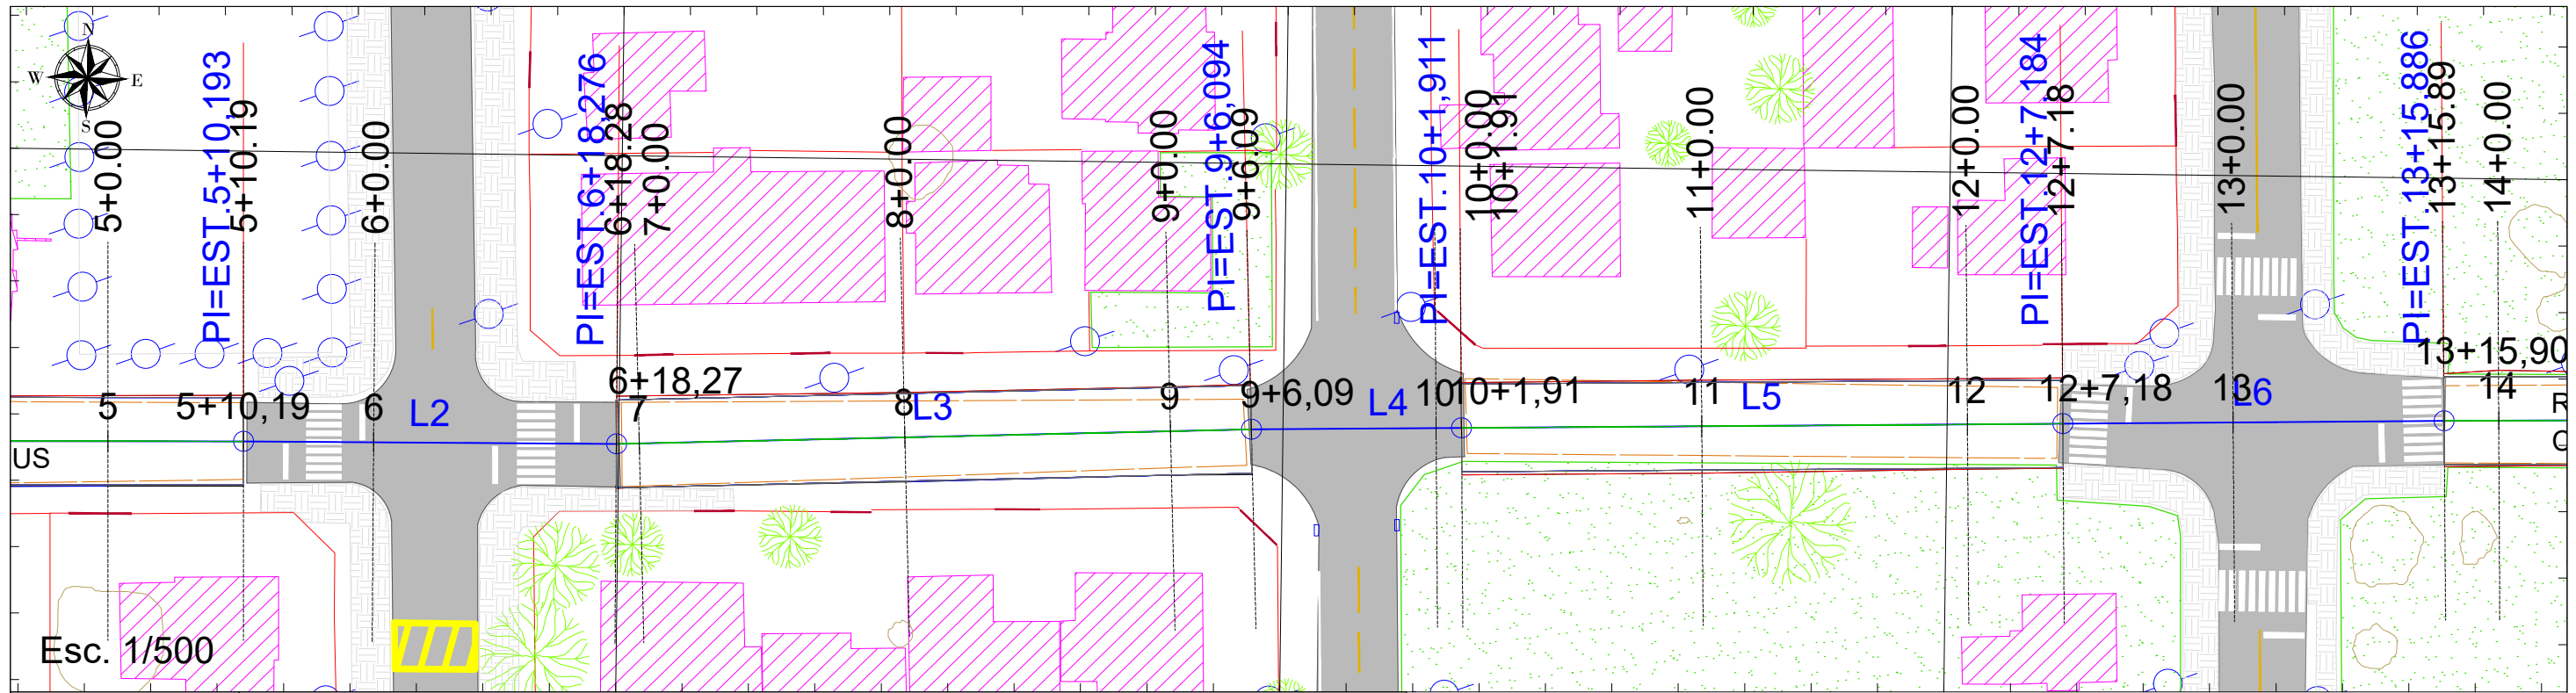 N
W E
S
5+0.00
PI=EST.5+10,193
5+10.19
6+0.00
PI=EST.6+18,276
6+18.28
7+0.00
8+0.00
9+0.00
PI=EST.9+6,094
9+6.09
PI=EST.10+1,911
10+0.00
10+1.91
11+0.00
12+0.00
PI=EST.12+7,184
12+7.18
13+0.00
PI=EST.13+15,886
13+15.89
14+0.00
5
5+10,19
6
L2
6+18,27
7
8
L3
9
9+6,09
L4
10
10+1,91
11
L5
12
12+7,18
13
L6
13+15,90
14
R
US
C
Esc. 1/500